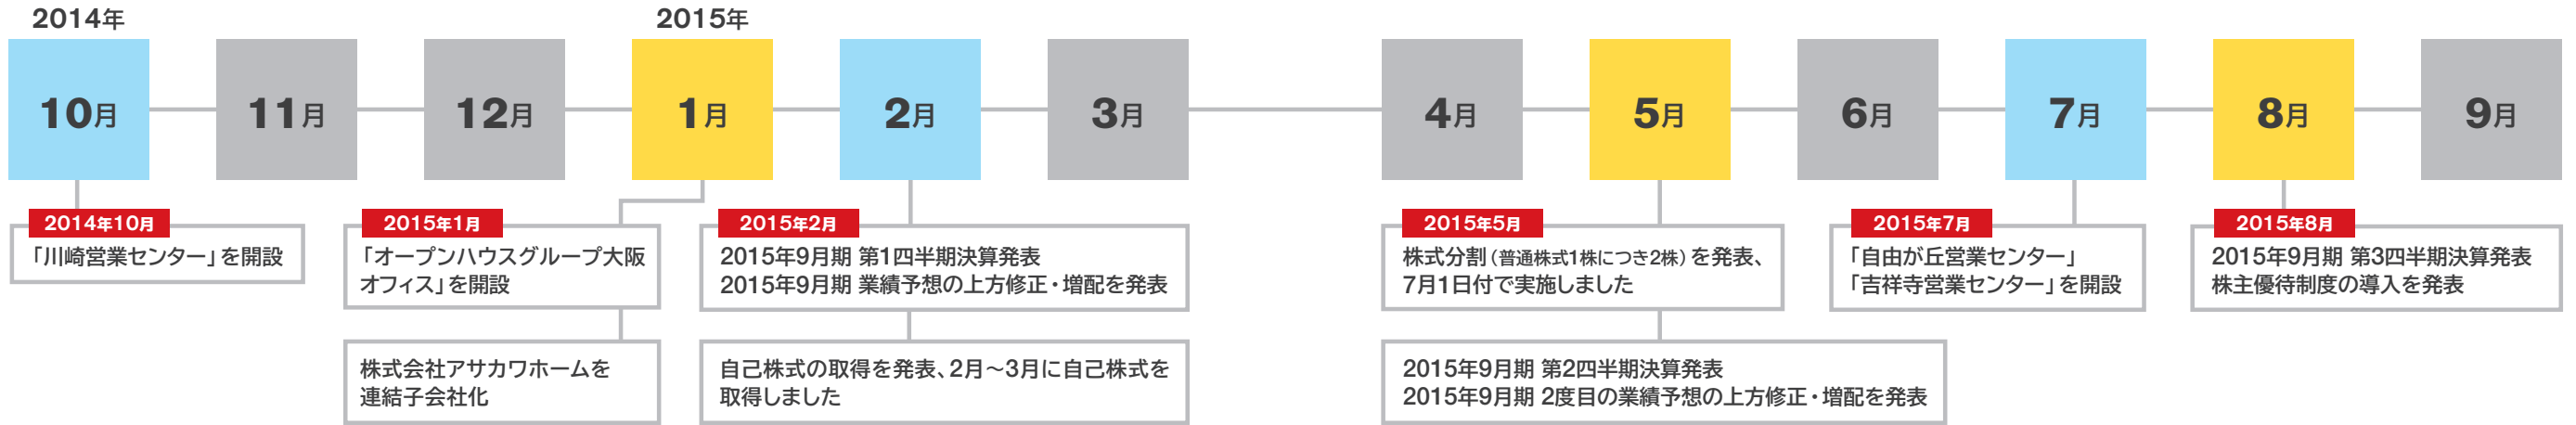 2014年
2015年
10月
11月
12月
1月
2月
3月
4月
5月
6月
7月
8月
9月
2014年10月
「川崎営業センター」を開設
2015年1月
「オープンハウスグループ大阪
オフィス」を開設
株式会社アサカワホームを
連結子会社化
2015年2月
2015年9月期 第1四半期決算発表
2015年9月期 業績予想の上方修正・増配を発表
自己株式の取得を発表、2月〜3月に自己株式を
取得しました
2015年5月
株式分割（普通株式1株につき2株）を発表、
7月1日付で実施しました
2015年9月期 第2四半期決算発表
2015年9月期 2度目の業績予想の上方修正・増配を発表
2015年7月
「自由が丘営業センター」
「吉祥寺営業センター」を開設
2015年8月
2015年9月期 第3四半期決算発表
株主優待制度の導入を発表